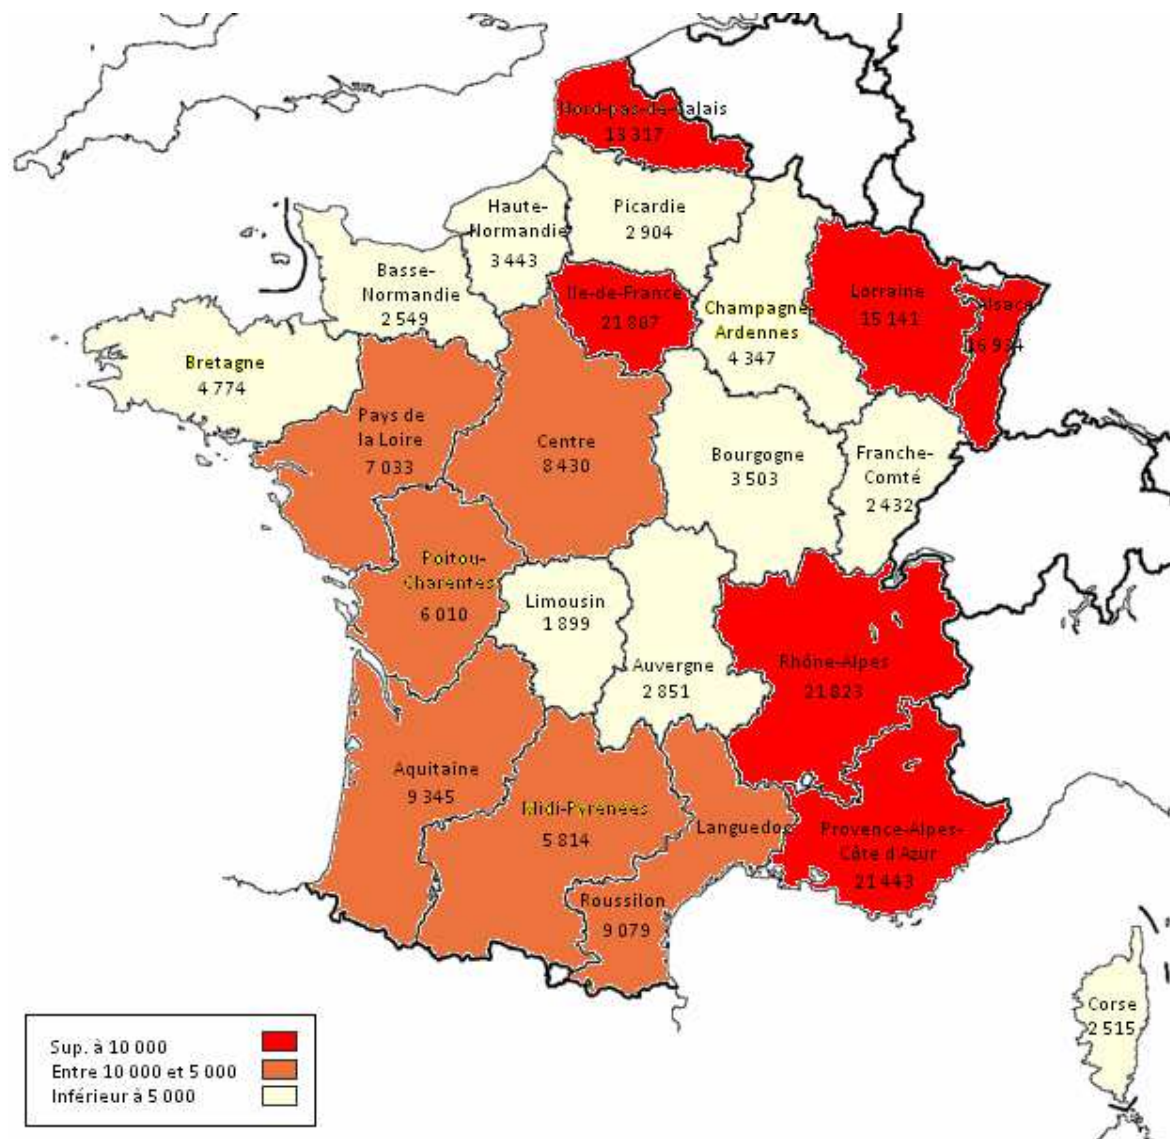 Nord-pas-de-Calais
13 317
Haute-
Normandie
3 443
Picardie
2 904
Basse-
Normandie
2 549
Ile-de-France
21 867
Champagne-
Ardennes
4 347
Lorraine
15 141
Alsace
16 934
Bretagne
4 774
Pays de
la Loire
7 033
Centre
8 430
Bourgogne
3 503
Franche-
Comté
2 432
Poitou-
Charentes
6 010
Limousin
1 899
Auvergne
2 851
Rhône-Alpes
21 823
Aquitaine
9 345
Midi-Pyrénées
5 814
Languedoc
Roussilon
9 079
Provence-Alpes-
Côte d'Azur
21 443
Corse
2 515
Sup. à 10 000
Entre 10 000 et 5 000
Inférieur à 5 000